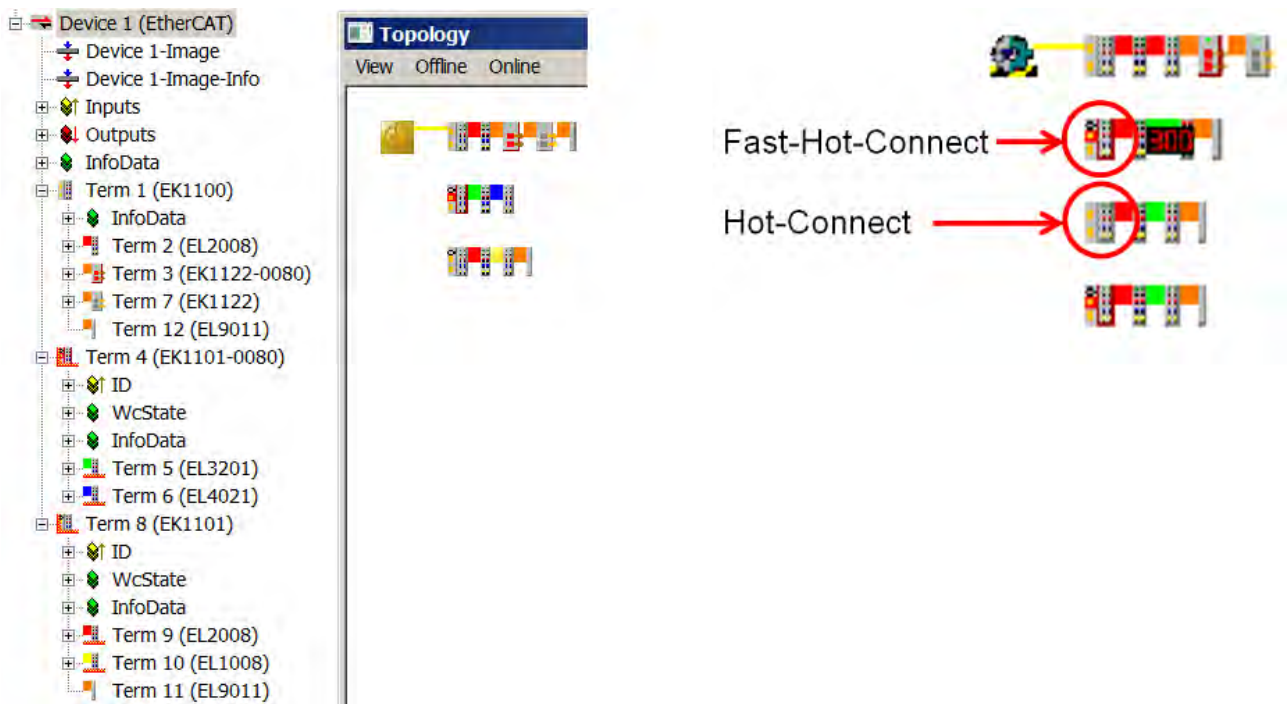 Device 1 (EtherCAT)
Device 1-Image
Device 1-Image-Info
Inputs
Outputs
InfoData
Term 1 (EK1100)
InfoData
Term 2 (EL2008)
Term 3 (EK1122-0080)
Term 7 (EK1122)
Term 12 (EL9011)
Term 4 (EK1101-0080)
ID
WcState
InfoData
Term 5 (EL3201)
Term 6 (EL4021)
Term 8 (EK1101)
ID
WcState
InfoData
Term 9 (EL2008)
Term 10 (EL1008)
Term 11 (EL9011)
Topology
View Offline Online
Fast-Hot-Connect
300
Hot-Connect